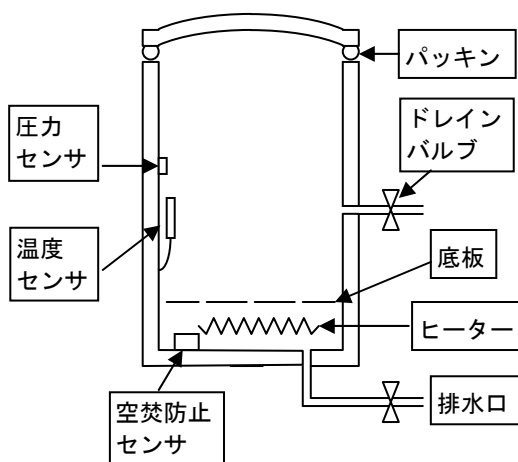 パッキン
ドレイン
バルブ
圧力
センサ
温度
センサ
底板
ヒーター
排水口
空焚防止
センサ